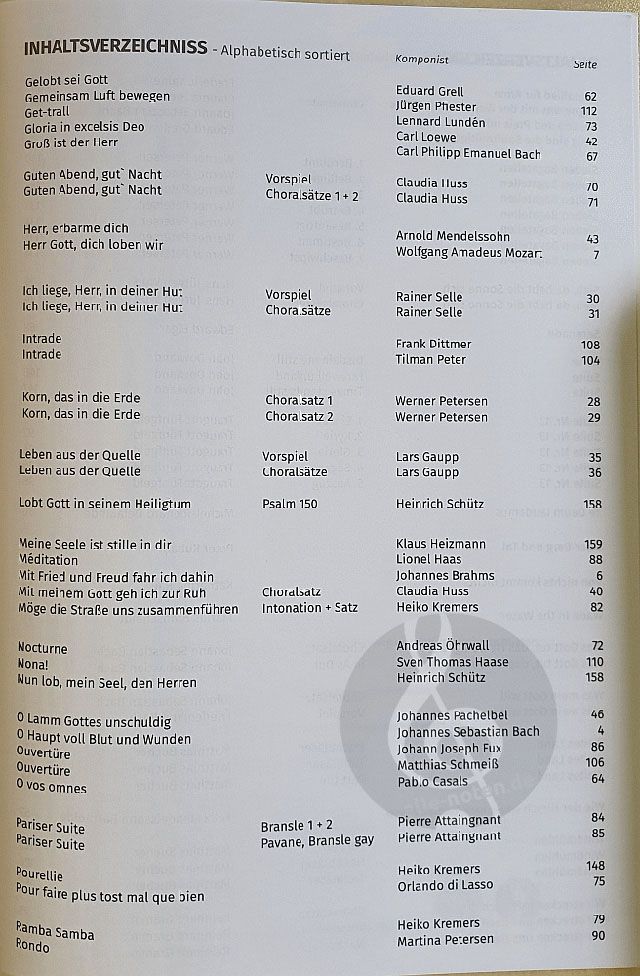 INHALTSVERZEICHNISS - Alphabetisch sortiert Komponist Seite
Gelobt sei Gott Eduard Grell 62
Gemeinsam Luft bewegen Jürgen Pfiester 112
Get-trall Lennard Lundén 73
Gloria in excelsis Deo Carl Loewe 42
Groß ist der Herr Carl Philipp Emanuel Bach 67
Guten Abend, gut` Nacht Vorspiel Claudia Huss 70
Guten Abend, gut` Nacht Choralsätze 1 + 2 Claudia Huss 71
Herr, erbarme dich Arnold Mendelssohn 43
Herr Gott, dich loben wir Wolfgang Amadeus Mozart 7
Ich liege, Herr, in deiner Hut Vorspiel Rainer Selle 30
Ich liege, Herr, in deiner Hut Choralsätze Rainer Selle 31
Intrade Frank Dittmer 108
Intrade Tilman Peter 104
Korn, das in die Erde Choralsatz 1 Werner Petersen 28
Korn, das in die Erde Choralsatz 2 Werner Petersen 29
Leben aus der Quelle Vorspiel Lars Gaupp 35
Leben aus der Quelle Choralsätze Lars Gaupp 36
Lobt Gott in seinem Heiligtum Psalm 150 Heinrich Schütz 158
Meine Seele ist stille in dir Klaus Heizmann 159
Méditation Lionel Haas 88
Mit Fried und Freud fahr ich dahin Johannes Brahms 6
Mit meinem Gott geh ich zur Ruh Choralsatz Claudia Huss 40
Möge die Straße uns zusammenführen Intonation + Satz Heiko Kremers 82
Nocturne Andreas Öhrwall 72
Nona! Sven Thomas Haase 110
Nun lob, mein Seel, den Herren Heinrich Schütz 158
O Lamm Gottes unschuldig Johannes Pachelbel 46
O Haupt voll Blut und Wunden Johannes Sebastian Bach 4
Ouvertüre Johann Joseph Fux 86
Ouvertüre Matthias Schmeiß 106
O vos omnes Pablo Casals 64
Pariser Suite Bransle 1 + 2 Pierre Attaingnant 84
Pariser Suite Pavane, Bransle gay Pierre Attaingnant 85
Pourellie Heiko Kremers 148
Pour faire plus tost mal que bien Orlando di Lasso 75
Ramba Samba Heiko Kremers 79
Rondo Martina Petersen 90